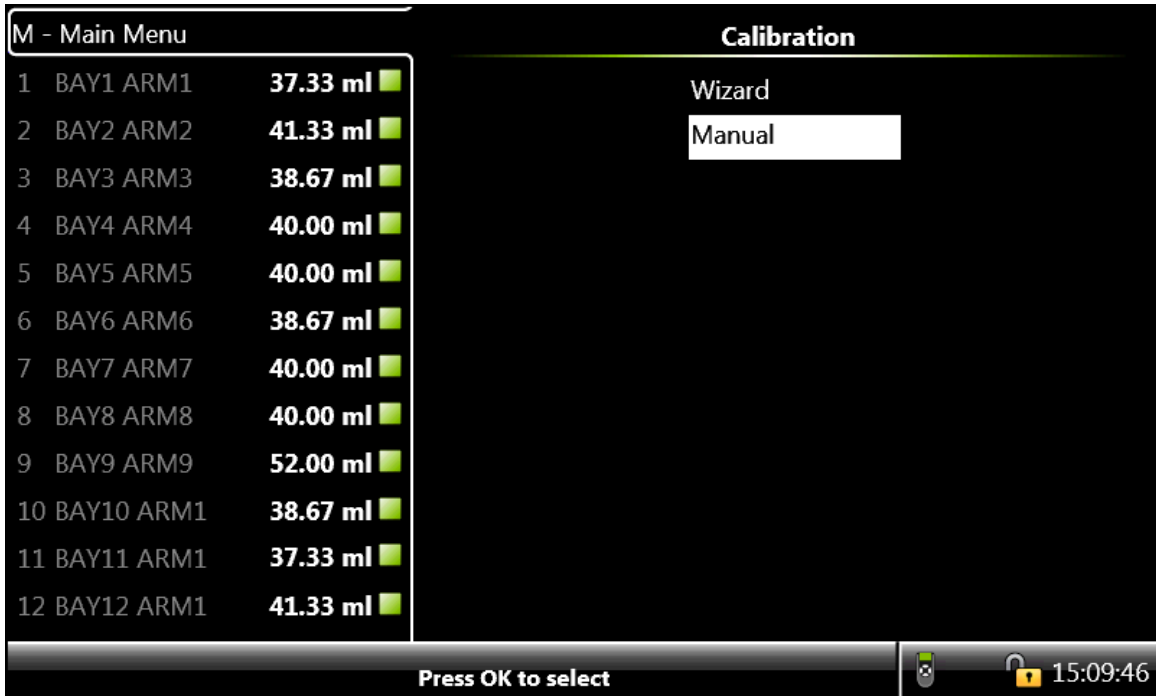 M - Main Menu
1 BAY1 ARM1 37.33 ml
2 BAY2 ARM2 41.33 ml
3 BAY3 ARM3 38.67 ml
4 BAY4 ARM4 40.00 ml
5 BAY5 ARM5 40.00 ml
6 BAY6 ARM6 38.67 ml
7 BAY7 ARM7 40.00 ml
8 BAY8 ARM8 40.00 ml
9 BAY9 ARM9 52.00 ml
10 BAY10 ARM1 38.67 ml
11 BAY11 ARM1 37.33 ml
12 BAY12 ARM1 41.33 ml
Calibration
Wizard
Manual
Press OK to select
15:09:46